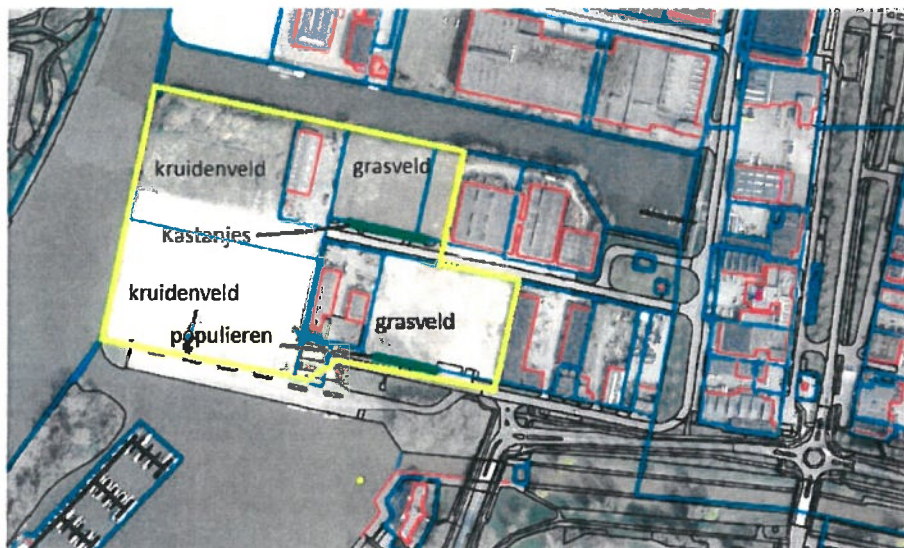 kruidenveld
grasveld
Kastanjes
kruidenveld
grasveld
populieren